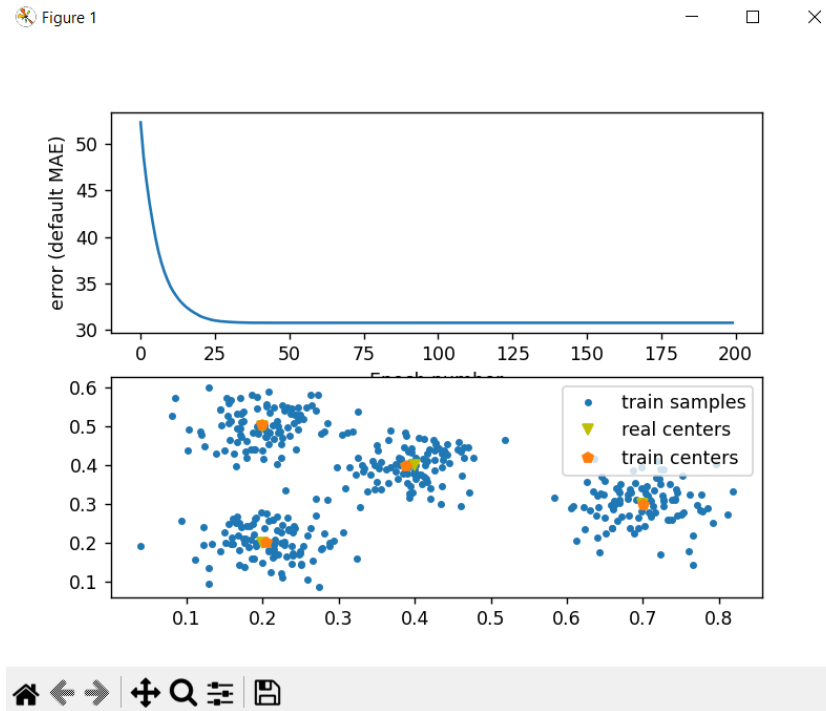 Figure 1
error (default MAE)
50
45
40
35
30
0 25 50 75 100 125 150 175 200
Epoch number
0.6
0.5
0.4
0.3
0.2
0.1
train samples
real centers
train centers
0.1 0.2 0.3 0.4 0.5 0.6 0.7 0.8